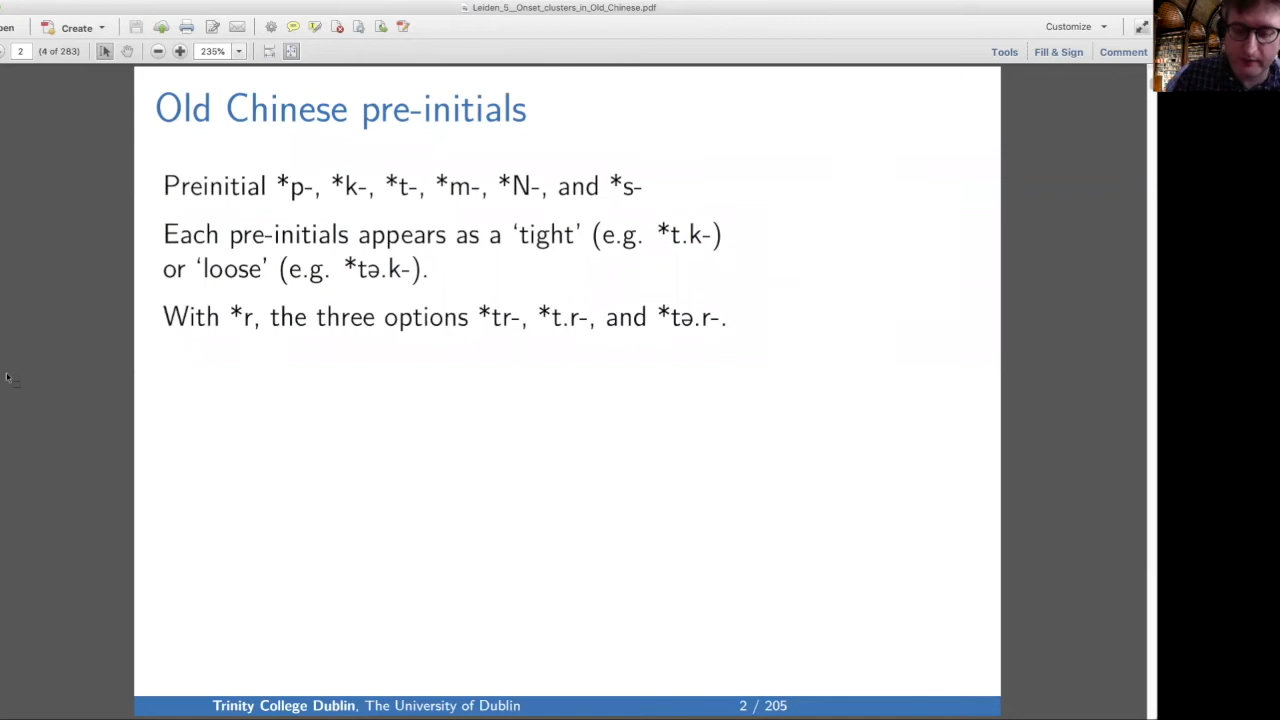 Leiden_5__Onset_clusters_in_Old_Chinese.pdf
Create
Customize
2 (4 of 283) 235% Tools Fill & Sign Comment
Old Chinese pre-initials
Preinitial *p-, *k-, *t-, *m-, *N-, and *s-
Each pre-initials appears as a ‘tight’ (e.g. *t.k-)
or ‘loose’ (e.g. *tə.k-).
With *r, the three options *tr-, *t.r-, and *tə.r-.
Trinity College Dublin, The University of Dublin 2 / 205